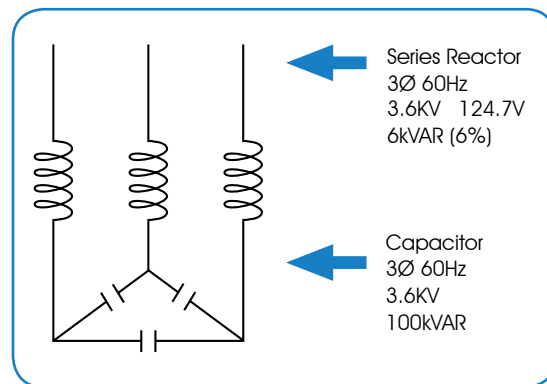 Series Reactor
3Ø 60Hz
3.6KV 124.7V
6kVAR (6%)
Capacitor
3Ø 60Hz
3.6KV
100kVAR